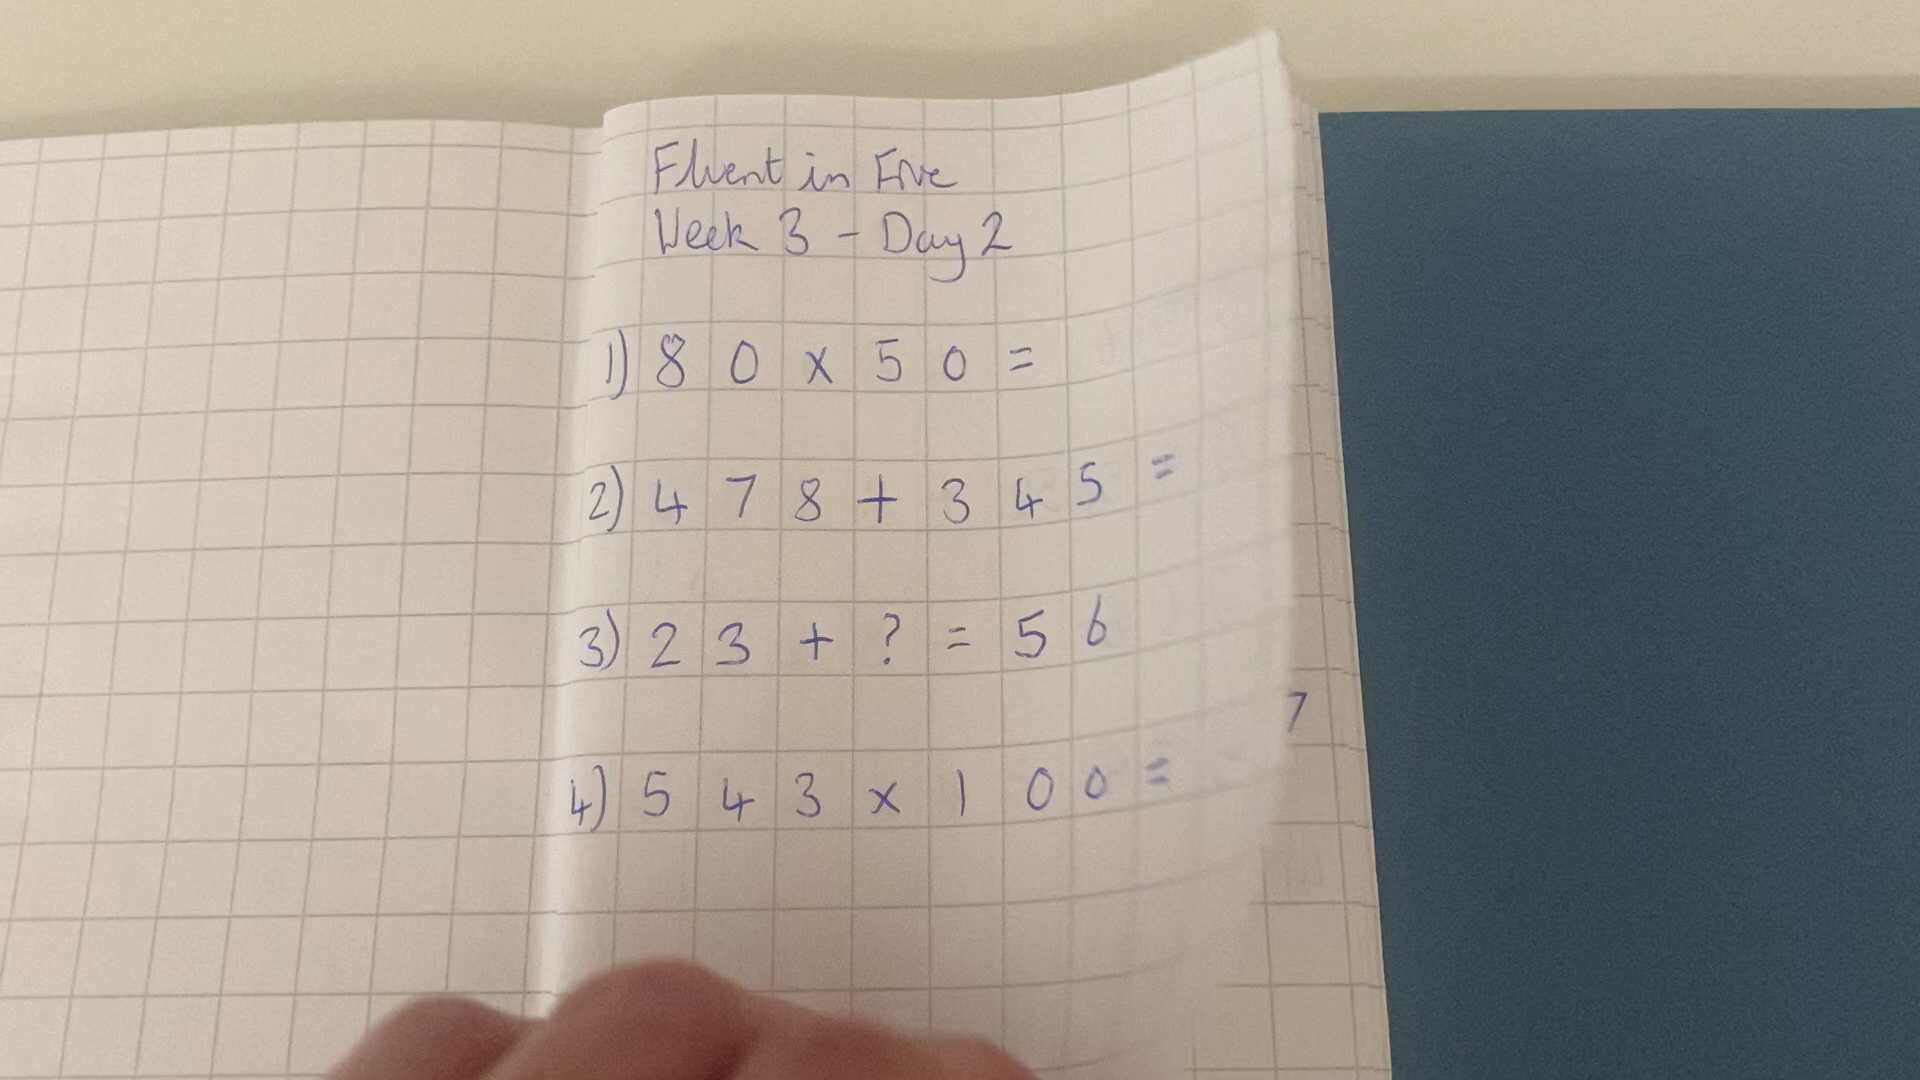 Fluent in Five
Week 3 - Day 2
1) 80 x 50 =
2) 478 + 345 =
3) 23 + ? = 56
4) 543 x 100 =
7